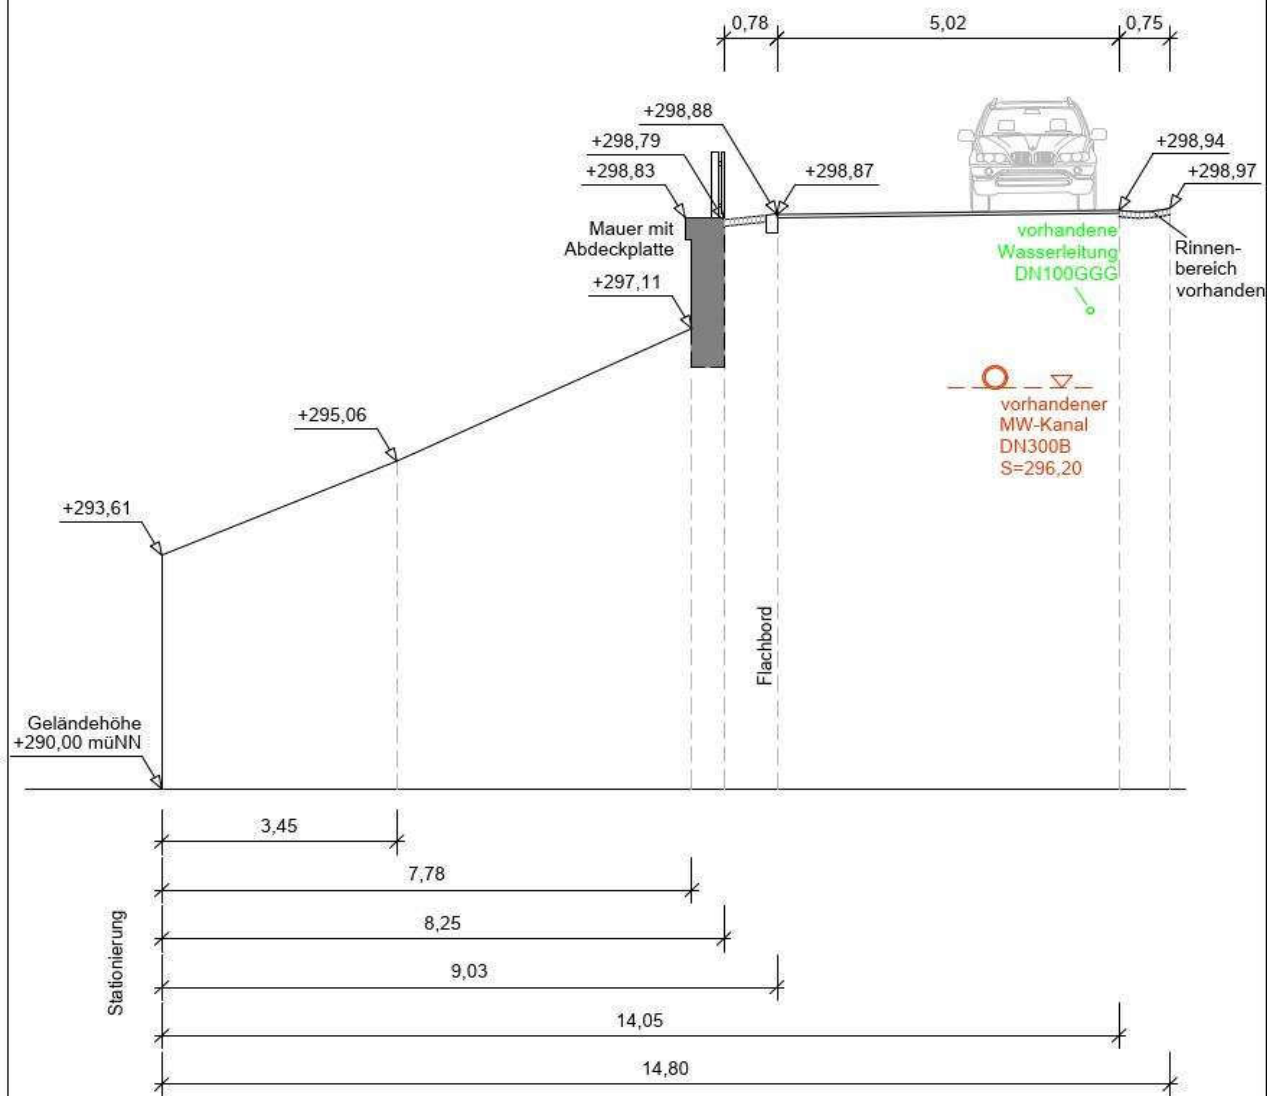 0,78
5,02
0,75
+298,88
+298,79
+298,83
+298,87
+298,94
+298,97
Mauer mit
Abdeckplatte
+297,11
vorhandene
Wasserleitung
DN100GGG
Rinnen-
bereich
vorhanden
+295,06
vorhandener
MW-Kanal
DN300B
S=296,20
+293,61
Flachbord
Geländehöhe
+290,00 müNN
Stationierung
3,45
7,78
8,25
9,03
14,05
14,80